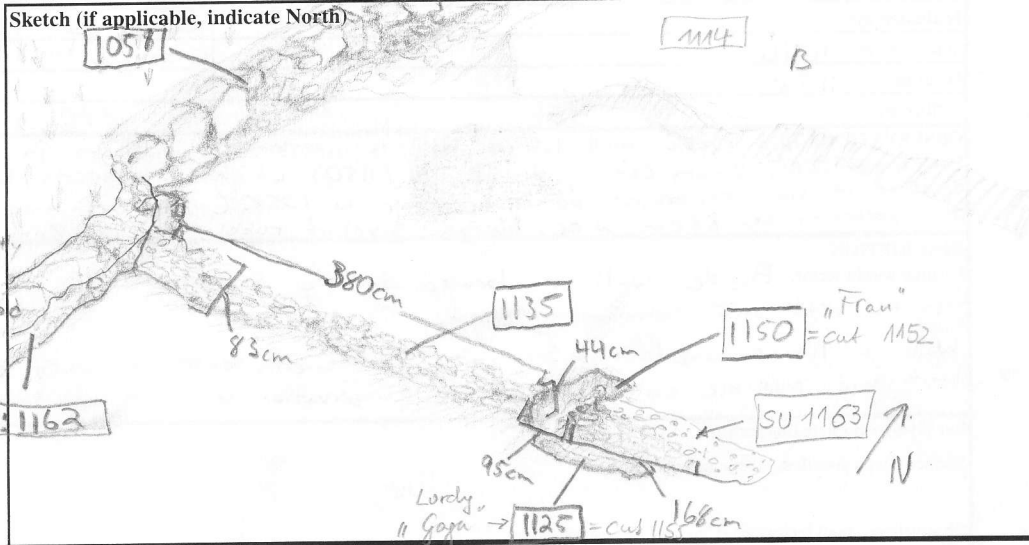 Sketch (if applicable, indicate North)
1058
1114
B
380cm
1135
83cm
44cm
1150
"Frau"
= cut 1152
1162
SU 1163
95cm
N
Lurdy
"Gaga" → 1125 = cut 1155
168cm